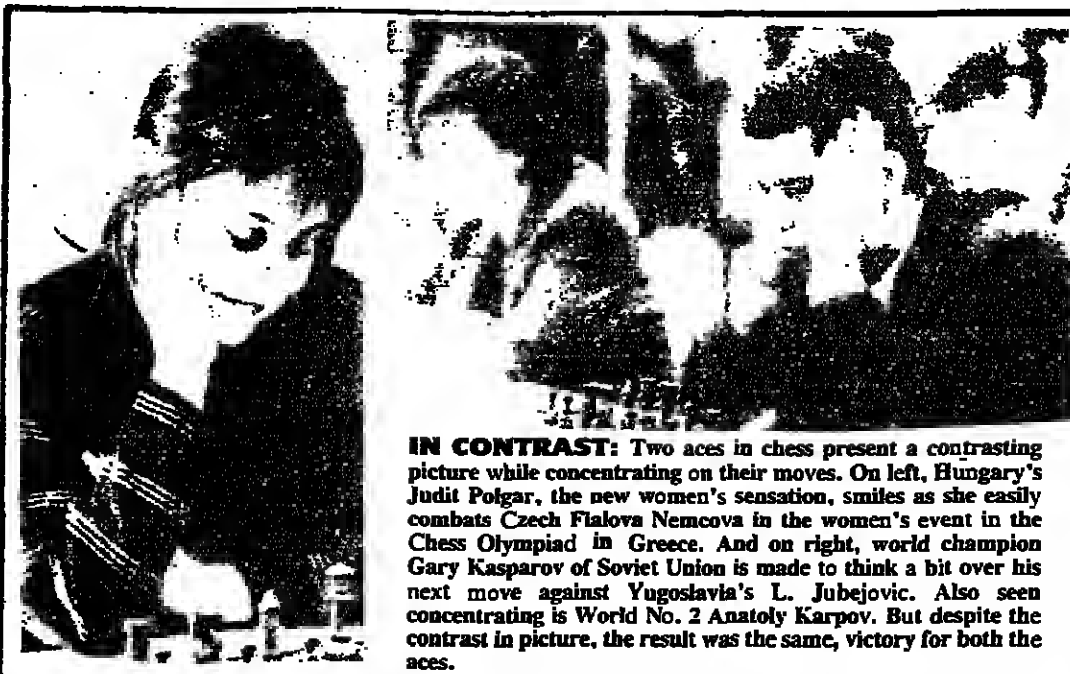 IN CONTRAST: Two aces in chess present a contrasting
picture while concentrating on their moves. On left, Hungary's
Judit Polgar, the new women's sensation, smiles as she easily
combats Czech Fialova Nemcova in the women's event in the
Chess Olympiad in Greece. And on right, world champion
Gary Kasparov of Soviet Union is made to think a bit over his
next move against Yugoslavia's L. Jubejovic. Also seen
concentrating is World No. 2 Anatoly Karpov. But despite the
contrast in picture, the result was the same, victory for both the
aces.